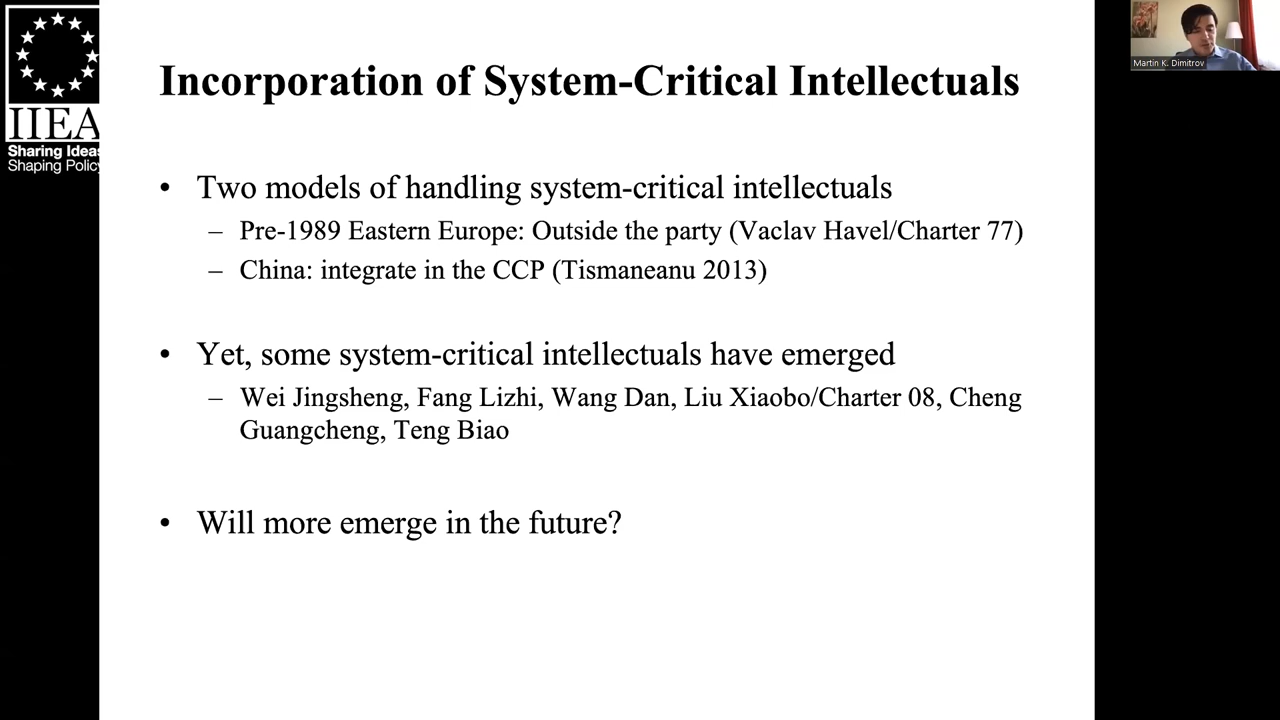 IIEA
Sharing Ideas
Shaping Policy
Martin K. Dimitrov
Incorporation of System-Critical Intellectuals
• Two models of handling system-critical intellectuals
– Pre-1989 Eastern Europe: Outside the party (Vaclav Havel/Charter 77)
– China: integrate in the CCP (Tismaneanu 2013)
• Yet, some system-critical intellectuals have emerged
– Wei Jingsheng, Fang Lizhi, Wang Dan, Liu Xiaobo/Charter 08, Cheng
Guangcheng, Teng Biao
• Will more emerge in the future?